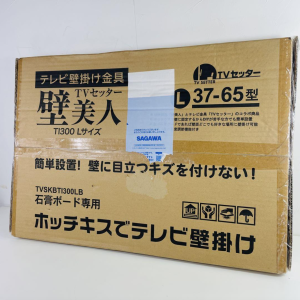 テレビ壁掛け金具
TVセッター
壁美人
TI300 Lサイズ
TVセッター
TV SETTER
L 37-65型
SAGAWA
簡単設置!壁に目立つキズを付けない!
TVSKBTI300LB
石膏ボード専用
ホッチキスでテレビ壁掛け